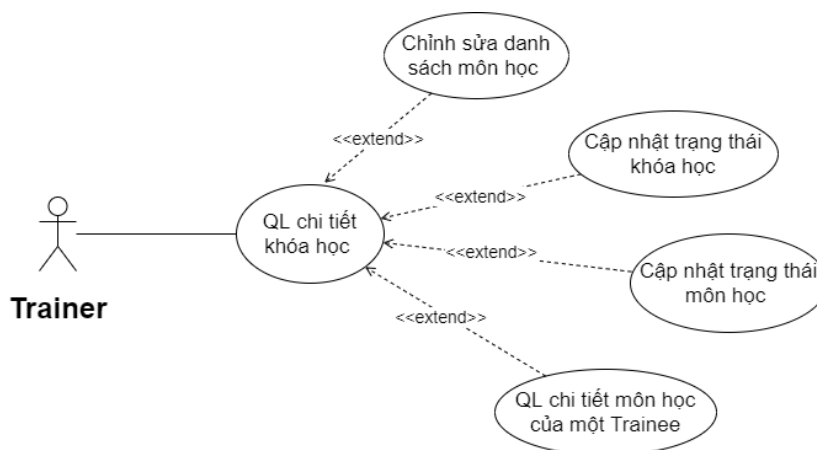 Chỉnh sửa danh
sách môn học
<<extend>>
Cập nhật trạng thái
khóa học
<<extend>>
QL chi tiết
khóa học
<<extend>>
Cập nhật trạng thái
môn học
Trainer
<<extend>>
QL chi tiết môn học
của một Trainee